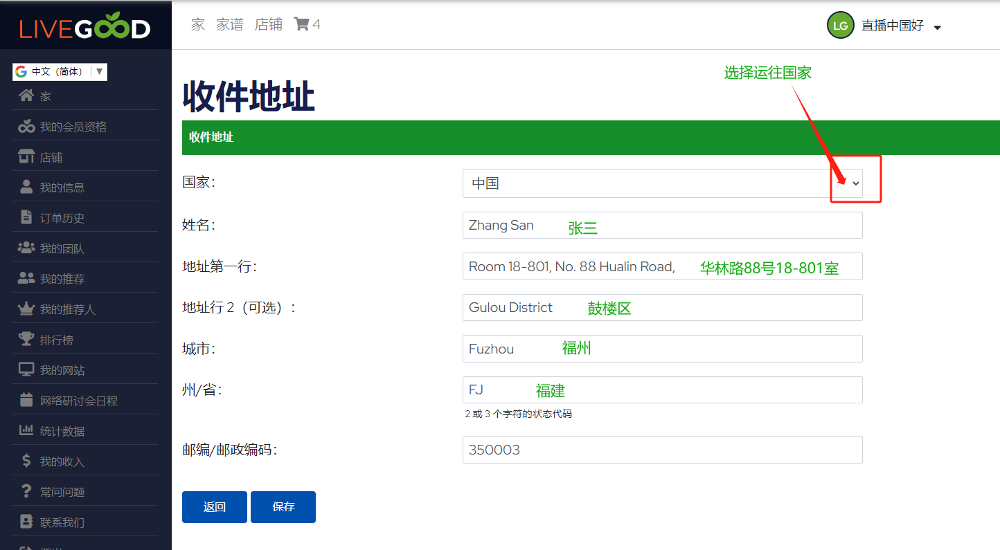 LIVEGOOD
家 家谱 店铺 4
LG 直播中国好
中文（简体） ▼
家
我的会员资格
店铺
我的信息
订单历史
我的团队
我的推荐
我的推荐人
排行榜
我的网站
网络研讨会日程
统计数据
我的收入
常问问题
联系我们
选择运往国家
收件地址
收件地址
国家： 中国
姓名： Zhang San 张三
地址第一行： Room 18-801, No. 88 Hualin Road, 华林路88号18-801室
地址行 2（可选）： Gulou District 鼓楼区
城市： Fuzhou 福州
州/省： FJ 福建
2 或 3 个字符的状态代码
邮编/邮政编码： 350003
返回 保存